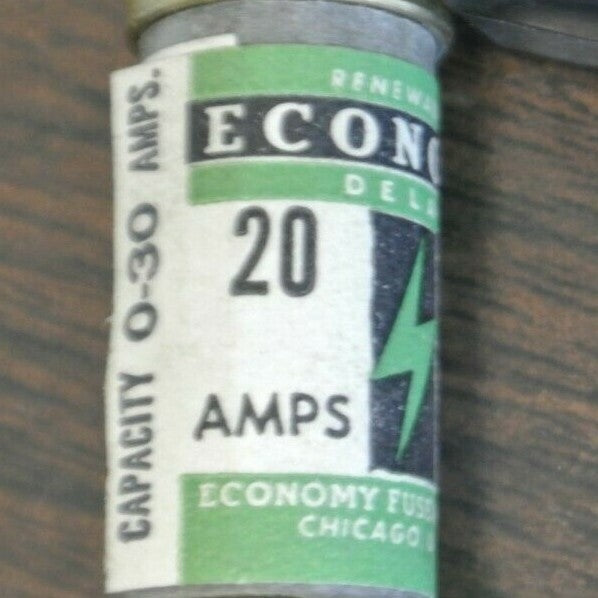 CAPACITY 0-30 AMPS.
RENEWA
ECONO
DELA
20
AMPS
ECONOMY FUSE
CHICAGO